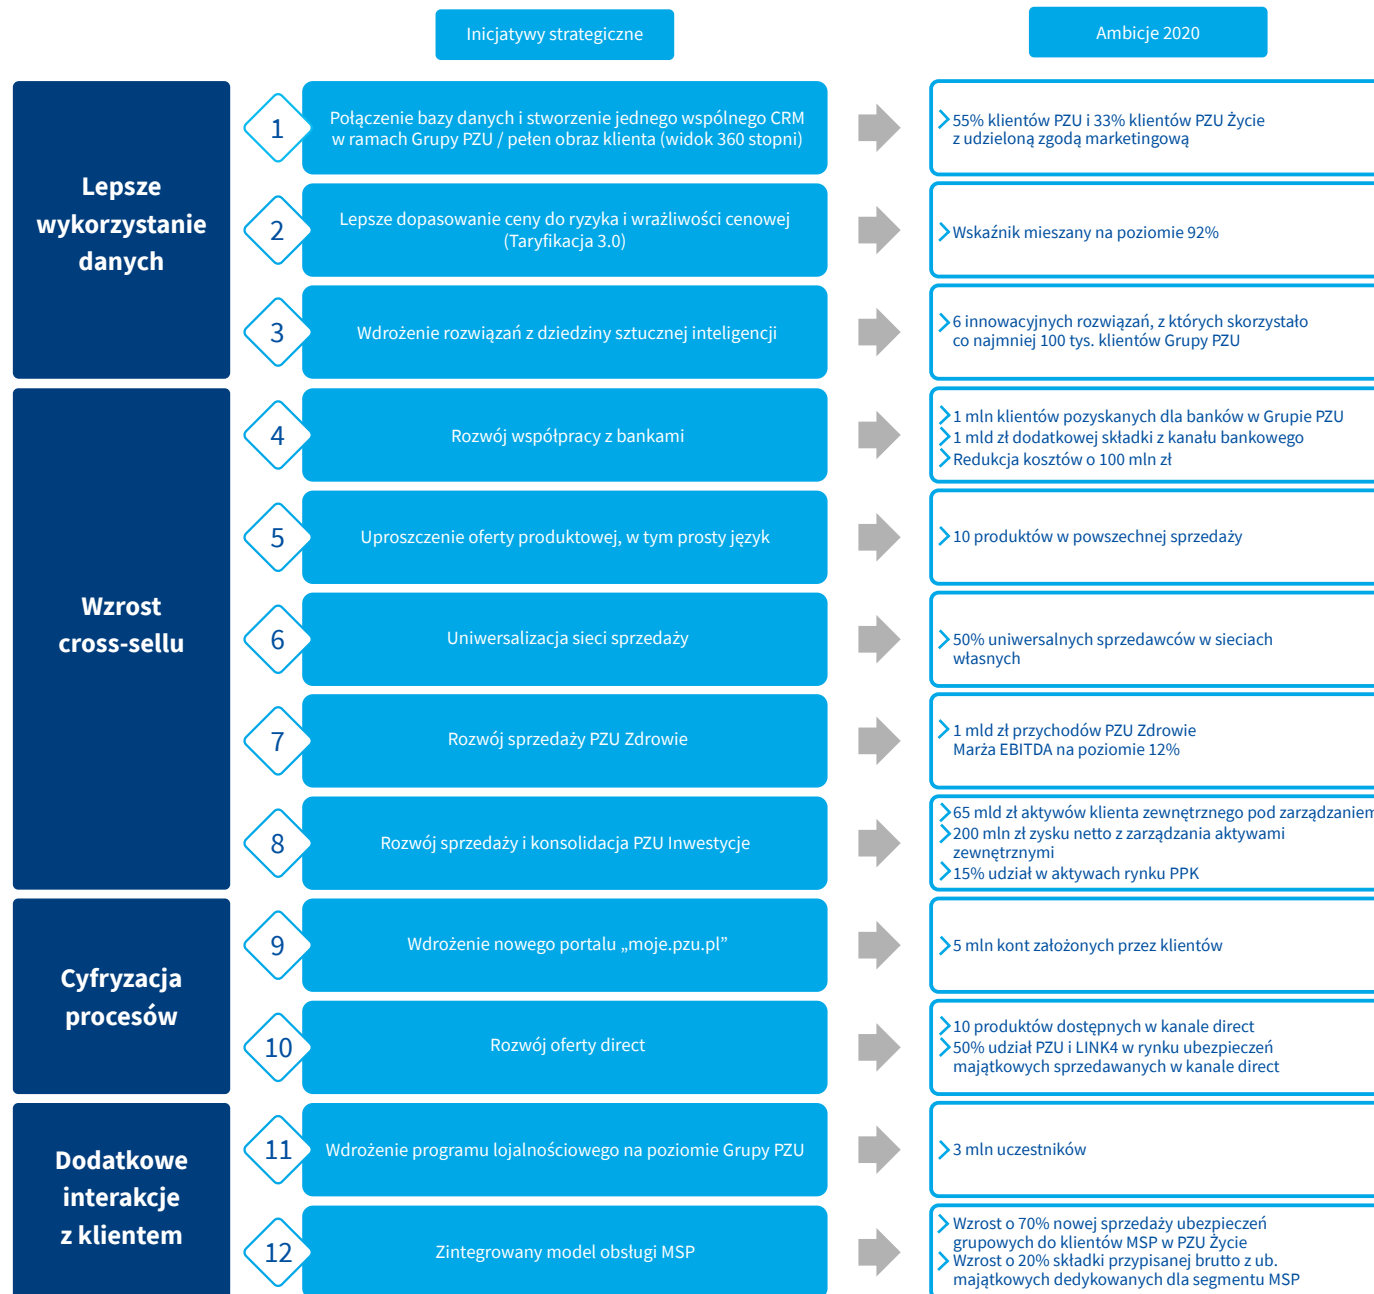 Inicjatywy strategiczne
Ambicje 2020
Lepsze
wykorzystanie
danych
1
Połączenie bazy danych i stworzenie jednego wspólnego CRM
w ramach Grupy PZU / pełen obraz klienta (widok 360 stopni)
55% klientów PZU i 33% klientów PZU Życie
z udzieloną zgodą marketingową
2
Lepsze dopasowanie ceny do ryzyka i wrażliwości cenowej
(Taryfikacja 3.0)
Wskaźnik mieszany na poziomie 92%
3
Wdrożenie rozwiązań z dziedziny sztucznej inteligencji
6 innowacyjnych rozwiązań, z których skorzystało
co najmniej 100 tys. klientów Grupy PZU
Wzrost
cross-sellu
4
Rozwój współpracy z bankami
1 mln klientów pozyskanych dla banków w Grupie PZU
1 mld zł dodatkowej składki z kanału bankowego
Redukcja kosztów o 100 mln zł
5
Uproszczenie oferty produktowej, w tym prosty język
10 produktów w powszechnej sprzedaży
6
Uniwersalizacja sieci sprzedaży
50% uniwersalnych sprzedawców w sieciach
własnych
7
Rozwój sprzedaży PZU Zdrowie
1 mld zł przychodów PZU Zdrowie
Marża EBITDA na poziomie 12%
8
Rozwój sprzedaży i konsolidacja PZU Inwestycje
65 mld zł aktywów klienta zewnętrznego pod zarządzaniem
200 mln zł zysku netto z zarządzania aktywami
zewnętrznymi
15% udział w aktywach rynku PPK
Cyfryzacja
procesów
9
Wdrożenie nowego portalu „moje.pzu.pl”
5 mln kont założonych przez klientów
10
Rozwój oferty direct
10 produktów dostępnych w kanale direct
50% udział PZU i LINK4 w rynku ubezpieczeń
majątkowych sprzedawanych w kanale direct
Dodatkowe
interakcje
z klientem
11
Wdrożenie programu lojalnościowego na poziomie Grupy PZU
3 mln uczestników
12
Zintegrowany model obsługi MSP
Wzrost o 70% nowej sprzedaży ubezpieczeń
grupowych do klientów MSP w PZU Życie
Wzrost o 20% składki przypisanej brutto z ub.
majątkowych dedykowanych dla segmentu MSP